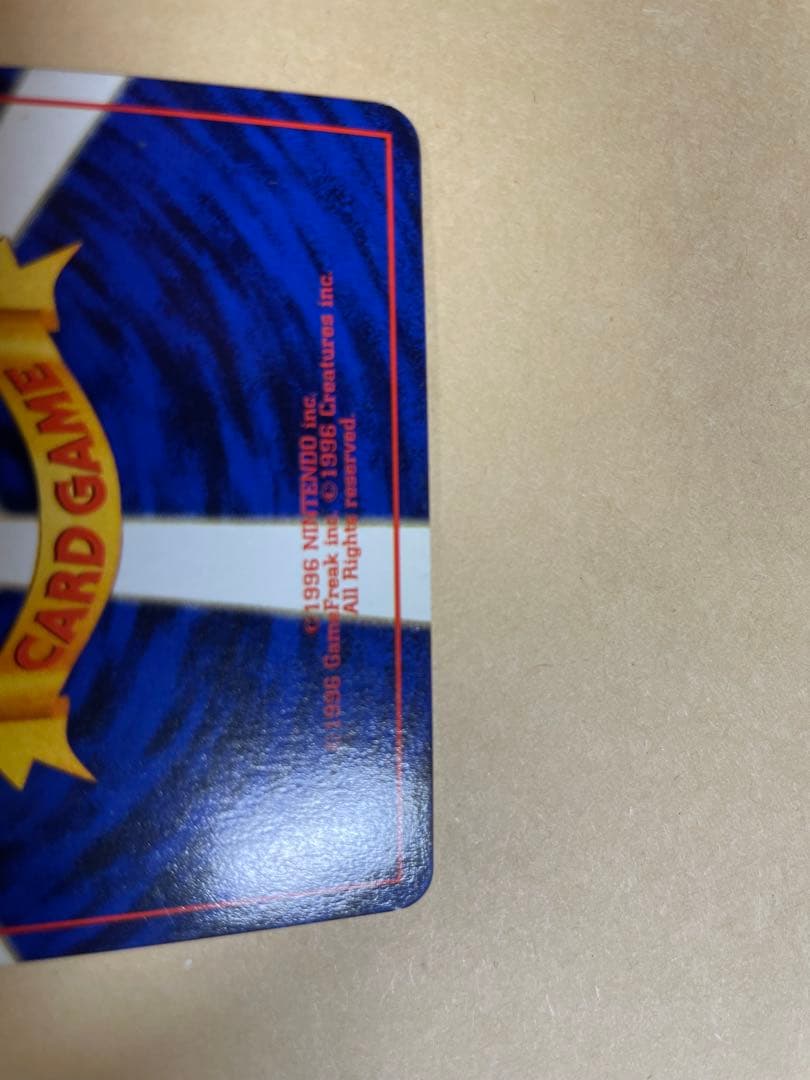 CARD GAME
©1996 NINTENDO inc.
©1996 GameFreak inc. ©1996 Creatures inc.
All Rights reserved.